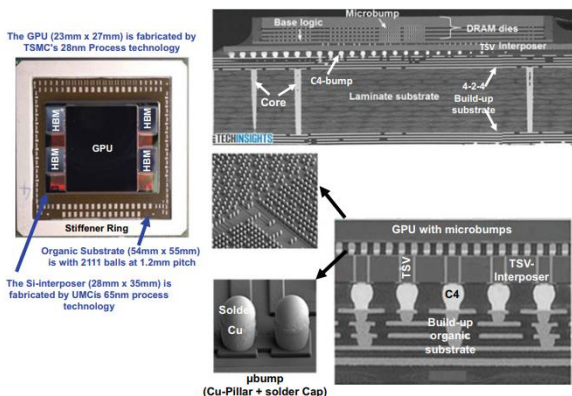 The GPU (23mm x 27mm) is fabricated by
TSMC's 28nm Process technology
HBM
HBM
GPU
HBM
HBM
Stiffener Ring
Organic Substrate (54mm x 55mm)
is with 2111 balls at 1.2mm pitch
The Si-interposer (28mm x 35mm) is
fabricated by UMCis 65nm process
technology
Microbump
Base logic
DRAM dies
TSV Interposer
C4-bump
Core
Laminate substrate
4-2-4
Build-up
substrate
TECHINSIGHTS
GPU with microbumps
TSV
TSV-
Interposer
C4
Build-up
organic
substrate
Solde
Cu
µbump
(Cu-Pillar + solder Cap)